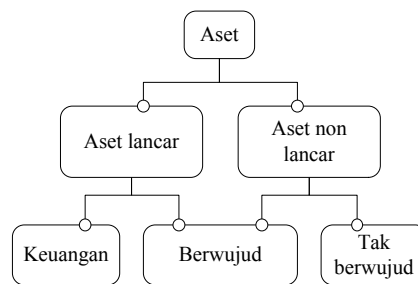 Aset
Aset lancar
Aset non
lancar
Keuangan
Berwujud
Tak
berwujud